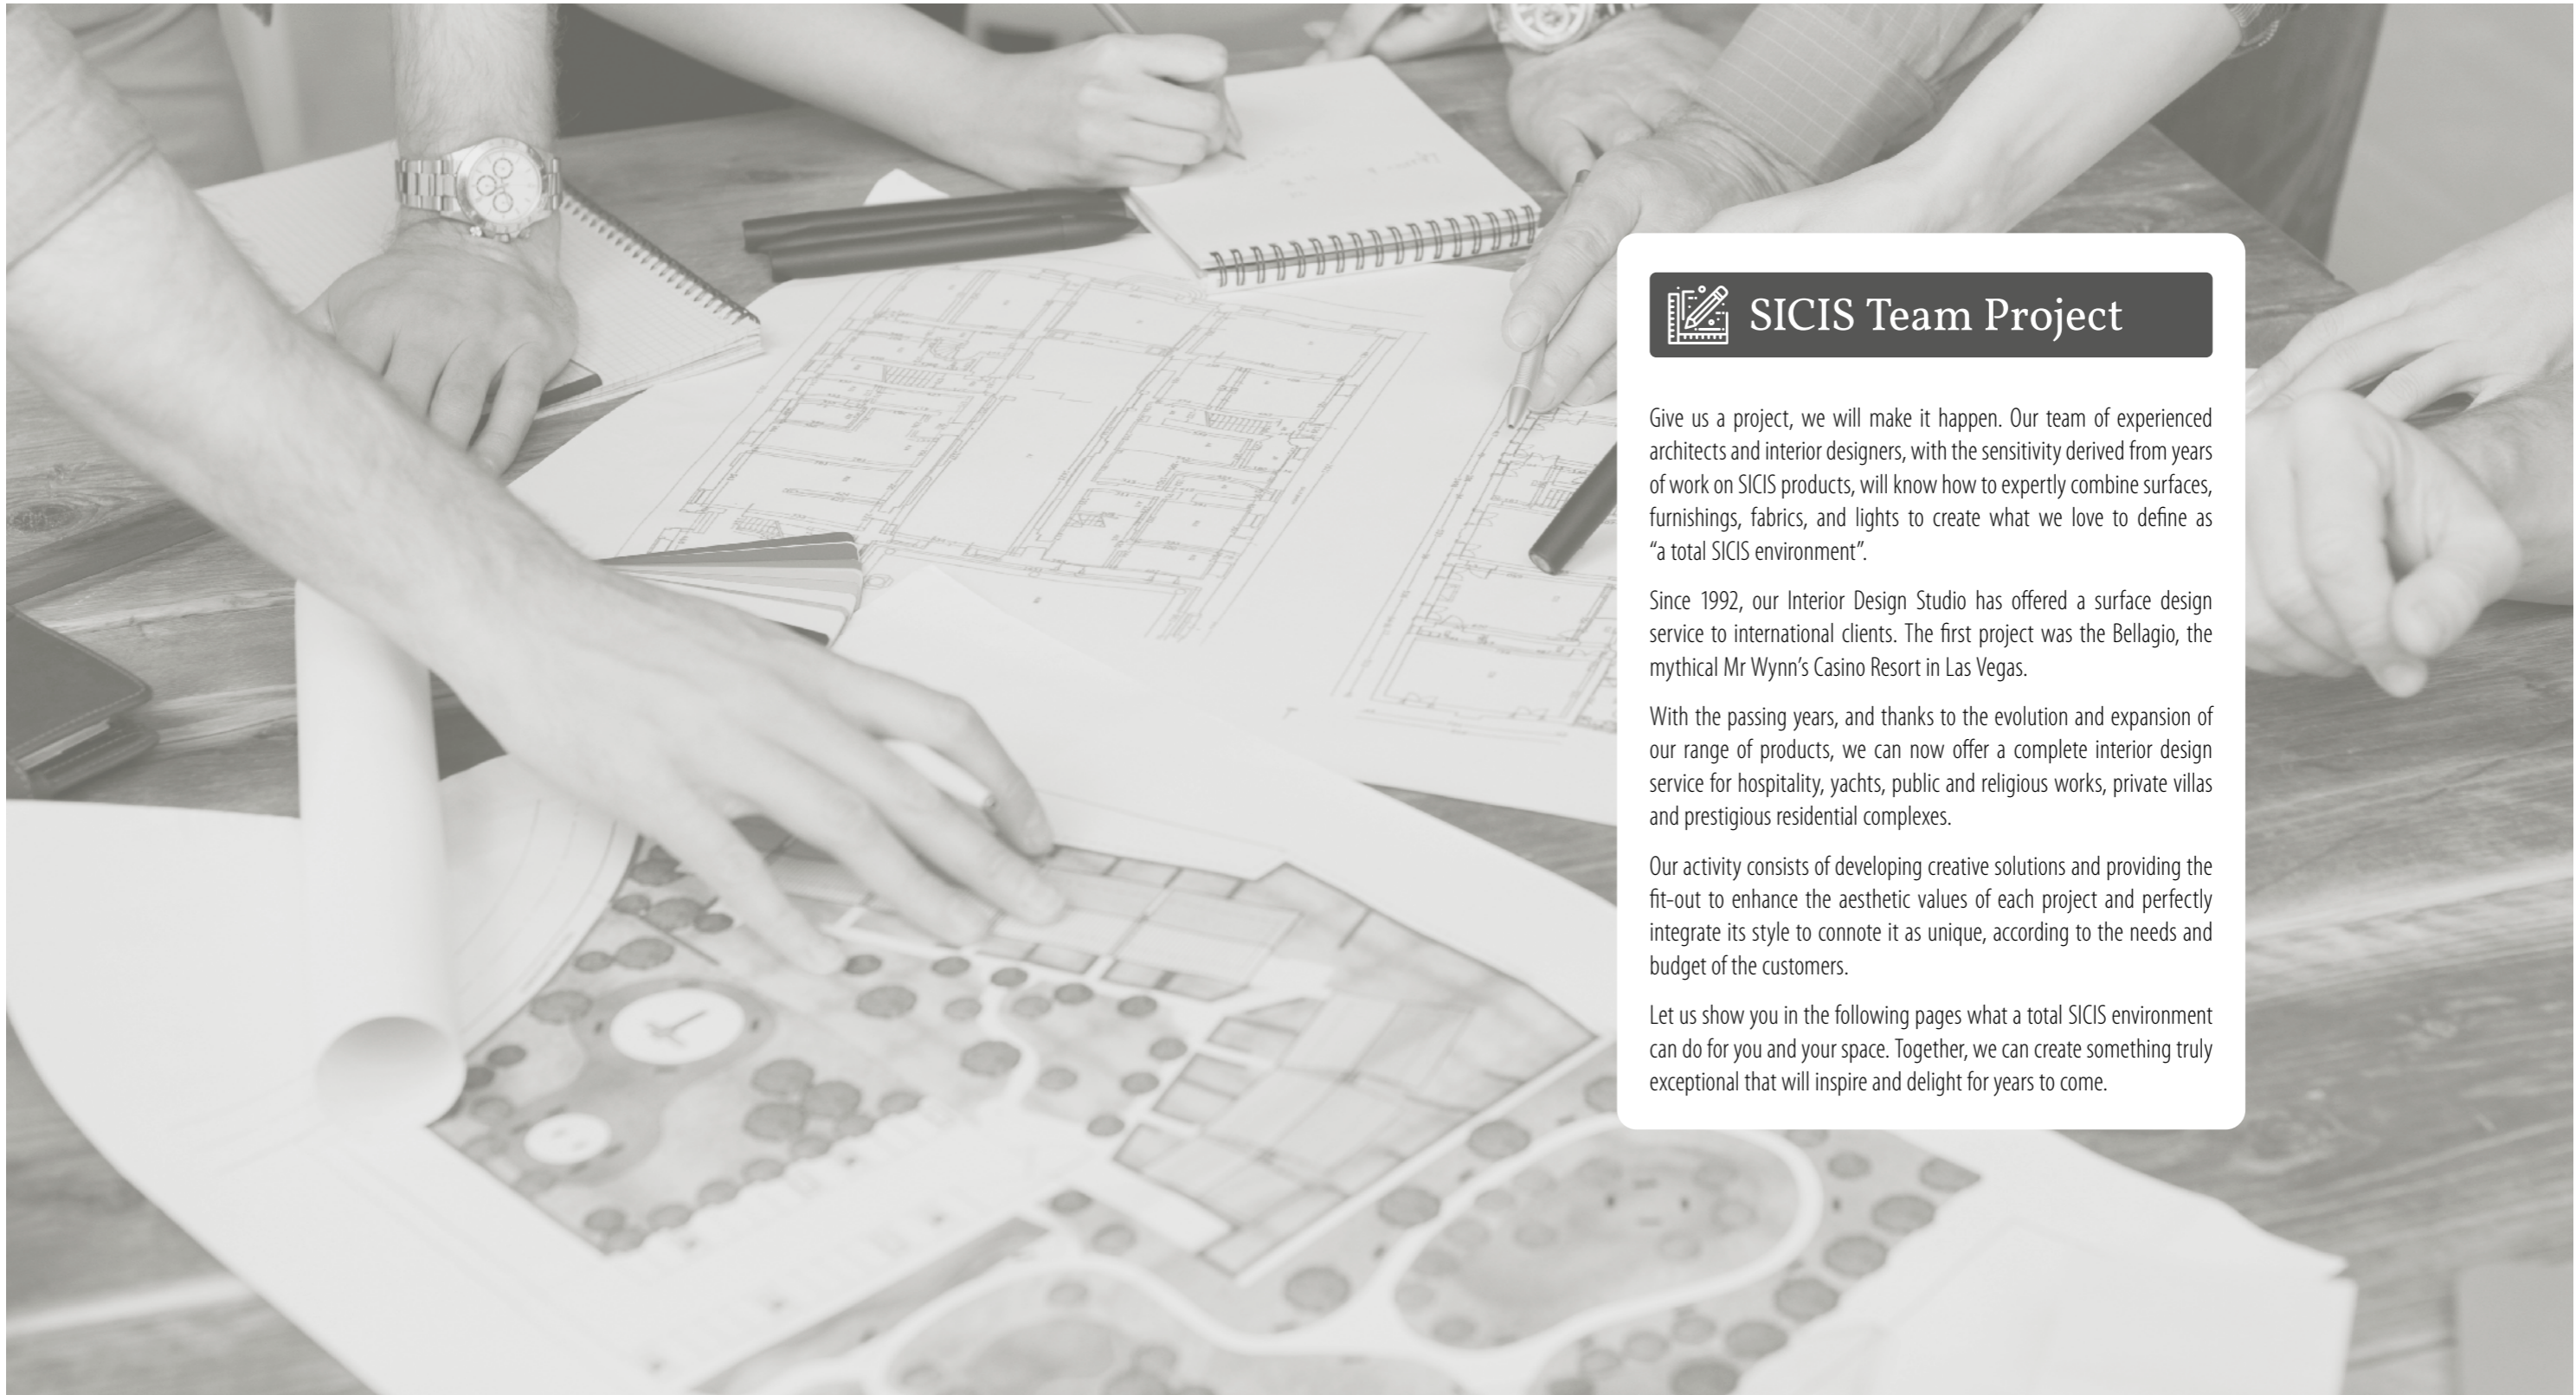 SICIS Team Project
Give us a project, we will make it happen. Our team of experienced
architects and interior designers, with the sensitivity derived from years
of work on SICIS products, will know how to expertly combine surfaces,
furnishings, fabrics, and lights to create what we love to define as
“a total SICIS environment”.
Since 1992, our Interior Design Studio has offered a surface design
service to international clients. The first project was the Bellagio, the
mythical Mr Wynn’s Casino Resort in Las Vegas.
With the passing years, and thanks to the evolution and expansion of
our range of products, we can now offer a complete interior design
service for hospitality, yachts, public and religious works, private villas
and prestigious residential complexes.
Our activity consists of developing creative solutions and providing the
fit-out to enhance the aesthetic values of each project and perfectly
integrate its style to connote it as unique, according to the needs and
budget of the customers.
Let us show you in the following pages what a total SICIS environment
can do for you and your space. Together, we can create something truly
exceptional that will inspire and delight for years to come.